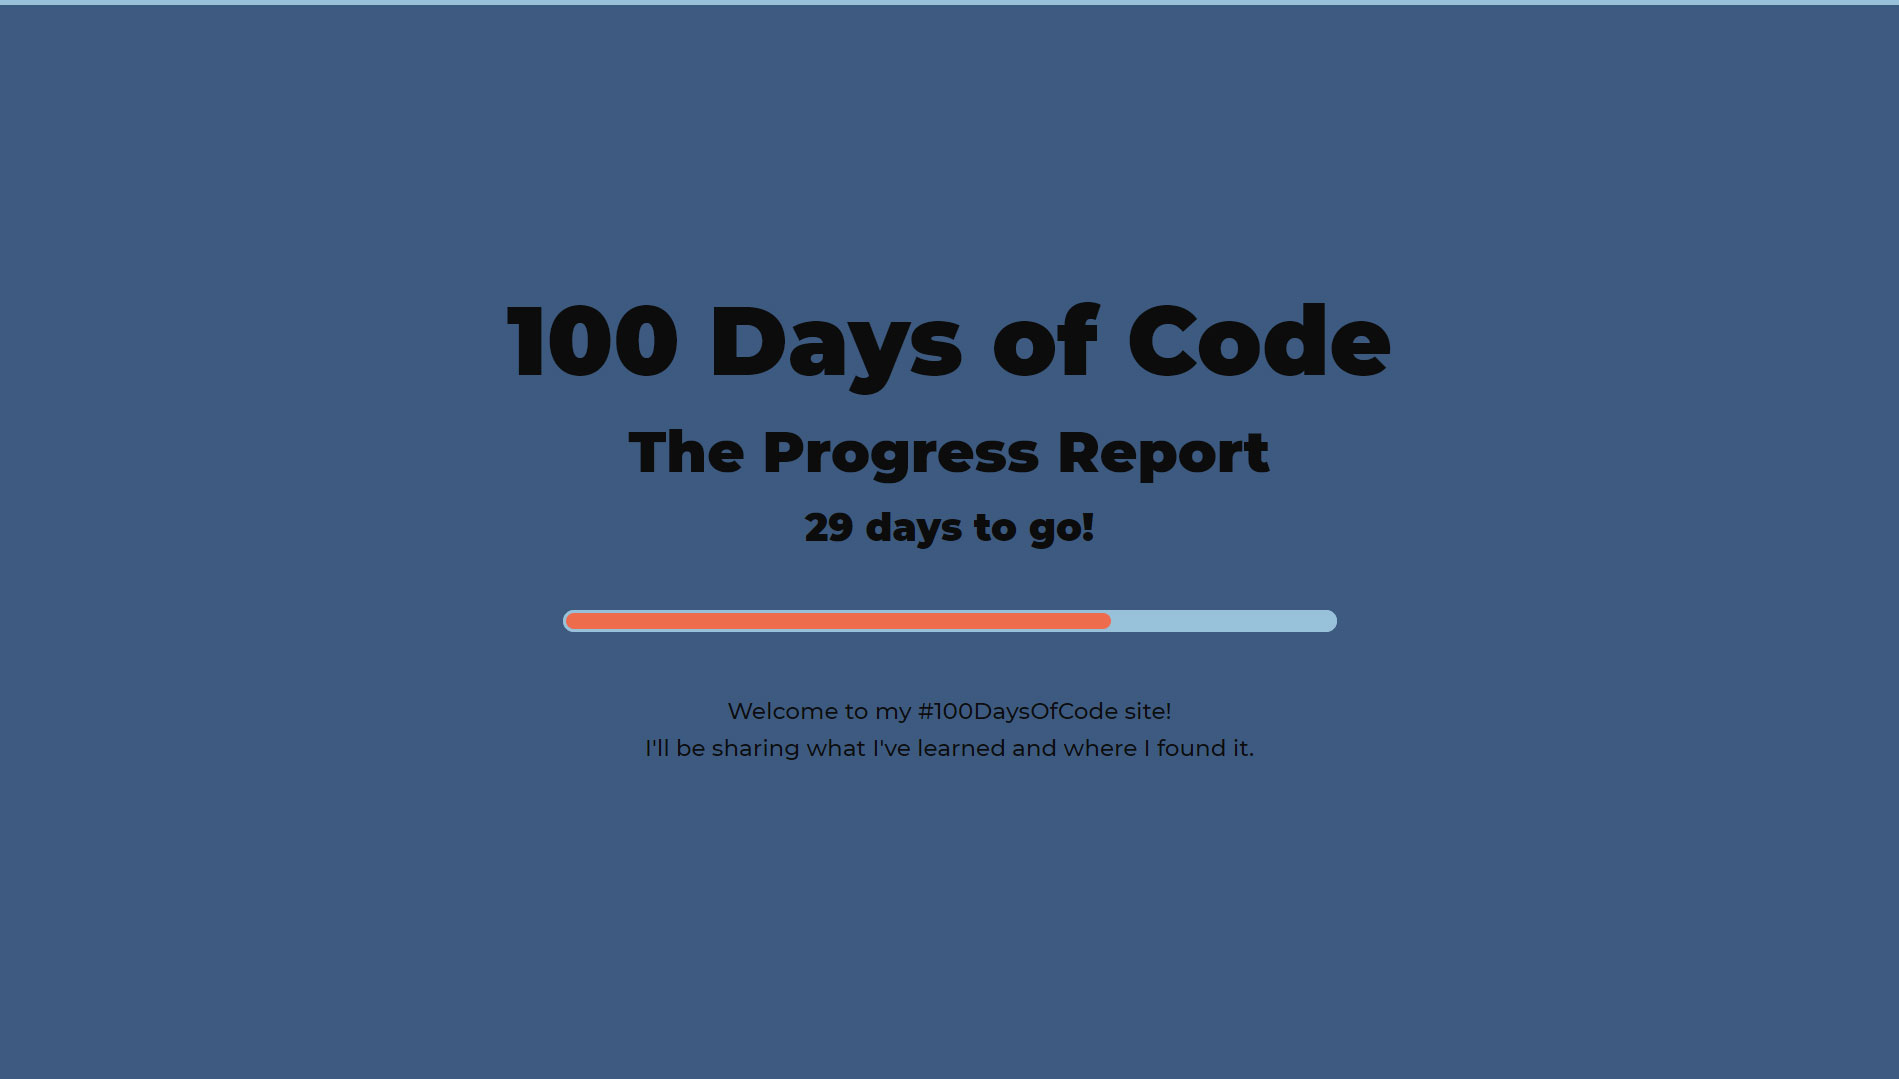 100 Days of Code
The Progress Report
29 days to go!
Welcome to my #100DaysOfCode site!
I'll be sharing what I've learned and where I found it.